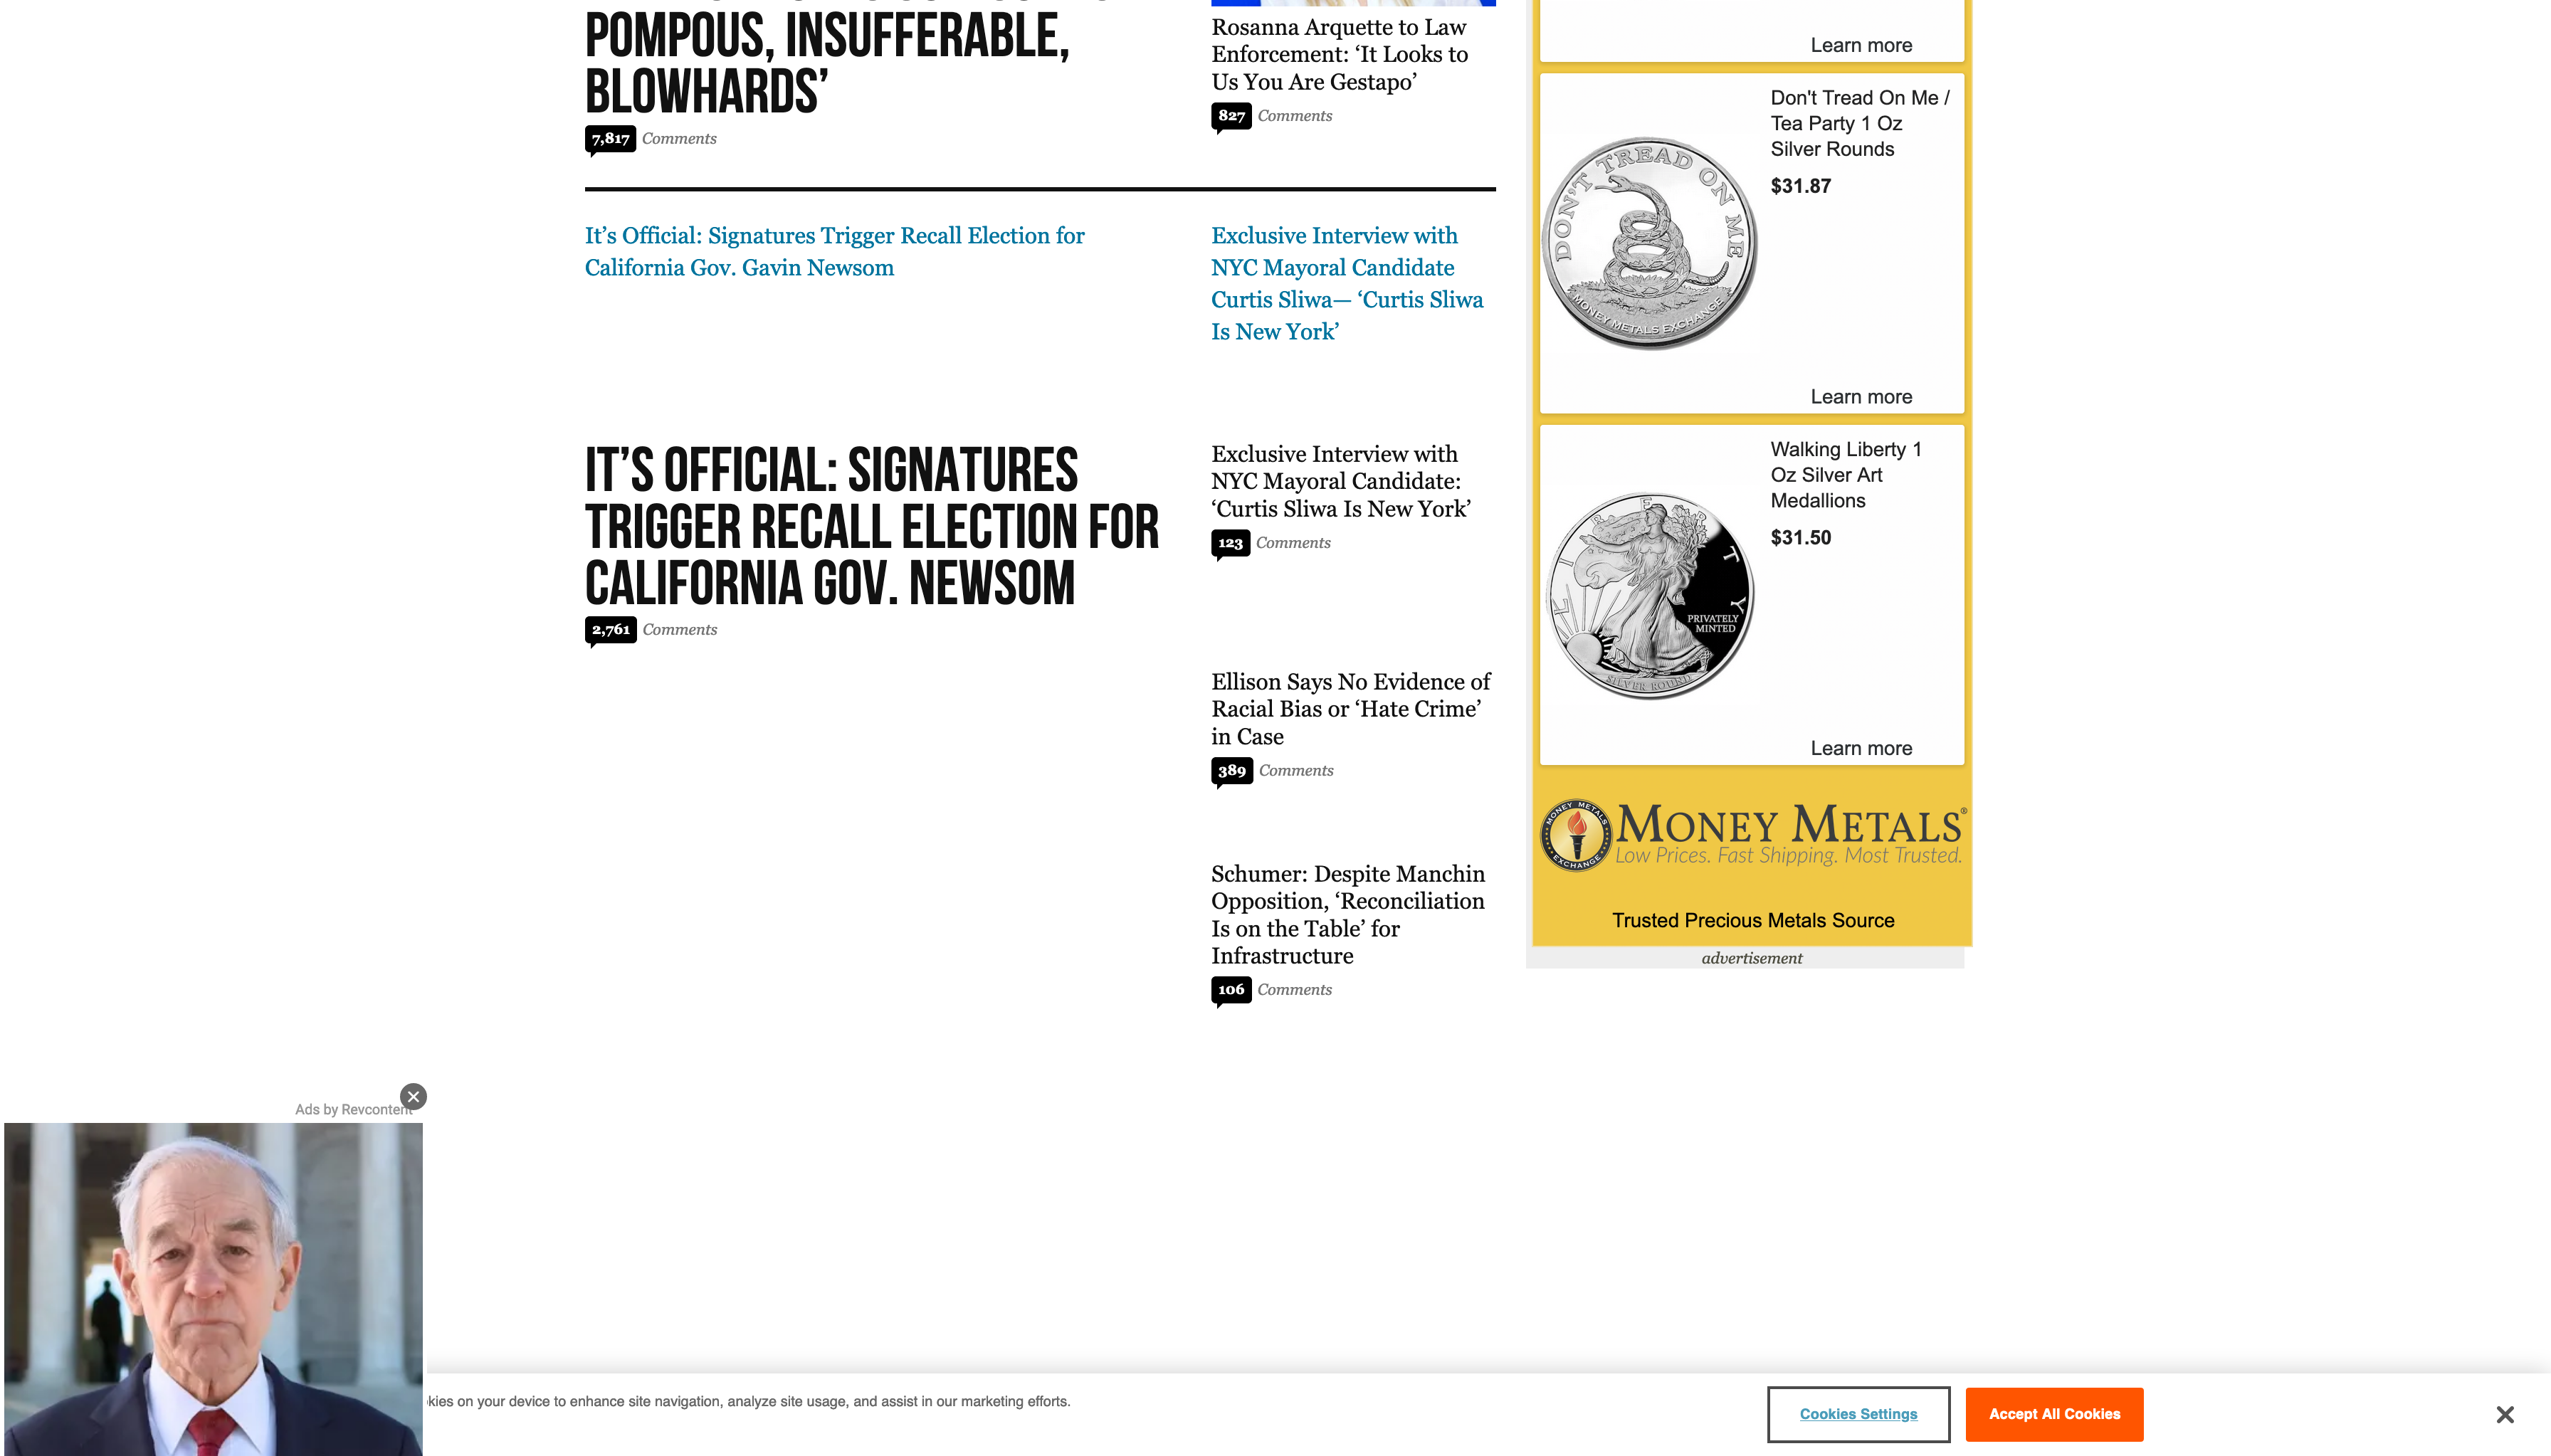 POMPOUS, INSUFFERABLE,
BLOWHARDS’
7,817 Comments
Rosanna Arquette to Law
Enforcement: ‘It Looks to
Us You Are Gestapo’
827 Comments
It’s Official: Signatures Trigger Recall Election for
California Gov. Gavin Newsom
Exclusive Interview with
NYC Mayoral Candidate
Curtis Sliwa— ‘Curtis Sliwa
Is New York’
IT’S OFFICIAL: SIGNATURES
TRIGGER RECALL ELECTION FOR
CALIFORNIA GOV. NEWSOM
2,761 Comments
Exclusive Interview with
NYC Mayoral Candidate:
‘Curtis Sliwa Is New York’
123 Comments
Ellison Says No Evidence of
Racial Bias or ‘Hate Crime’
in Case
389 Comments
Schumer: Despite Manchin
Opposition, ‘Reconciliation
Is on the Table’ for
Infrastructure
106 Comments
Learn more
DON'T TREAD ON ME
MONEY METALS EXCHANGE
Don't Tread On Me /
Tea Party 1 Oz
Silver Rounds
$31.87
Learn more
LIBERTY
PRIVATELY
MINTED
SILVER ROUND
Walking Liberty 1
Oz Silver Art
Medallions
$31.50
Learn more
MONEY METALS
EXCHANGE
MONEY METALS®
Low Prices. Fast Shipping. Most Trusted.
Trusted Precious Metals Source
advertisement
Ads by Revcontent
on your device to enhance site navigation, analyze site usage, and assist in our marketing efforts.
Cookies Settings
Accept All Cookies